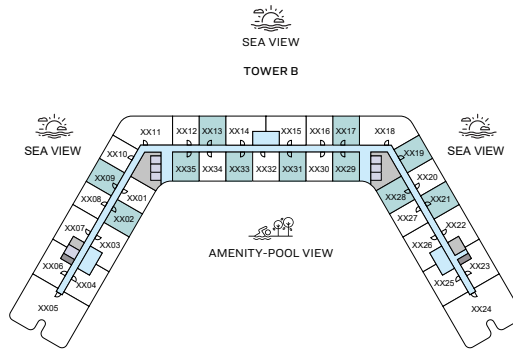 SEA VIEW
TOWER B
SEA VIEW
SEA VIEW
XX11 XX12 XX13 XX14 XX15 XX16 XX17 XX18
XX10 XX19
XX09 XX01 XX35 XX34 XX33 XX32 XX31 XX30 XX29 XX28 XX20
XX08 XX02 XX27 XX21
XX07 XX03 XX26 XX22
AMENITY-POOL VIEW
XX06 XX04 XX25 XX23
XX05 XX24